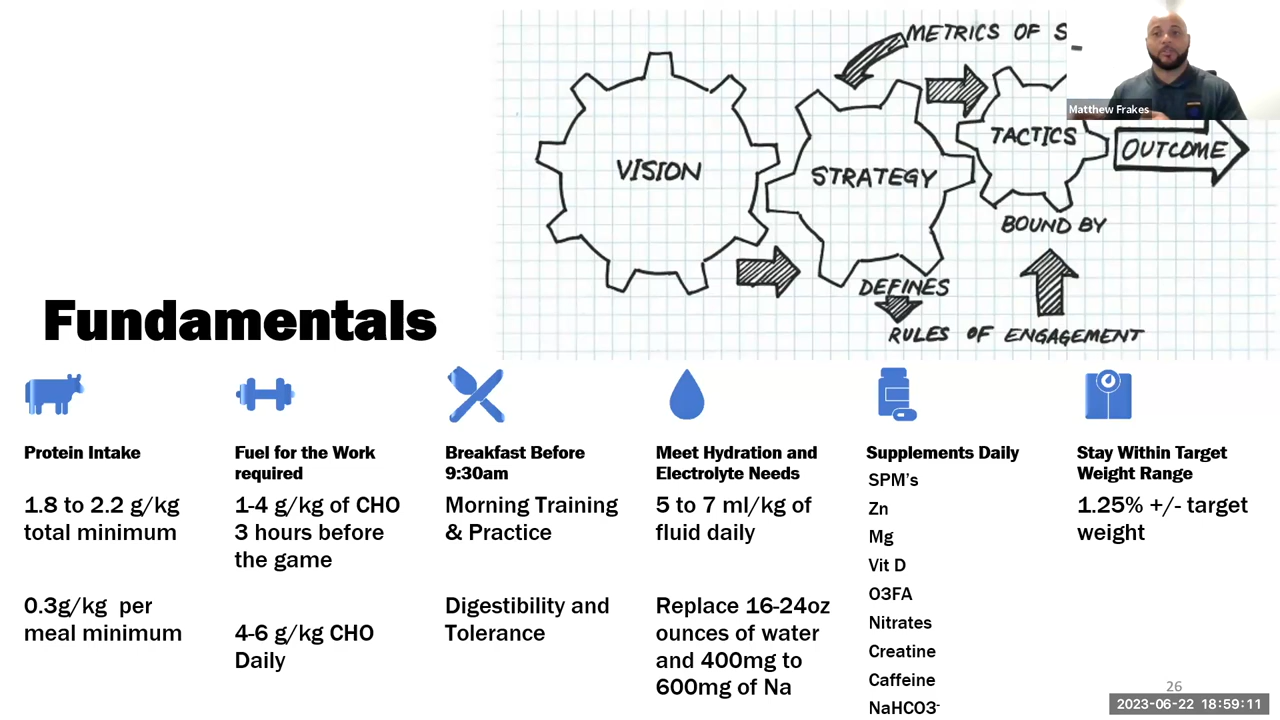 METRICS OF S
Matthew Frakes
VISION
STRATEGY
TACTICS
OUTCOME
BOUND BY
DEFINES
RULES OF ENGAGEMENT
Fundamentals
Protein Intake
1.8 to 2.2 g/kg
total minimum
0.3g/kg per
meal minimum
Fuel for the Work
required
1-4 g/kg of CHO
3 hours before
the game
4-6 g/kg CHO
Daily
Breakfast Before
9:30am
Morning Training
& Practice
Digestibility and
Tolerance
Meet Hydration and
Electrolyte Needs
5 to 7 ml/kg of
fluid daily
Replace 16-24oz
ounces of water
and 400mg to
600mg of Na
Supplements Daily
SPM's
Zn
Mg
Vit D
O3FA
Nitrates
Creatine
Caffeine
NaHCO3-
Stay Within Target
Weight Range
1.25% +/- target
weight
26
2023-06-22 18:59:11